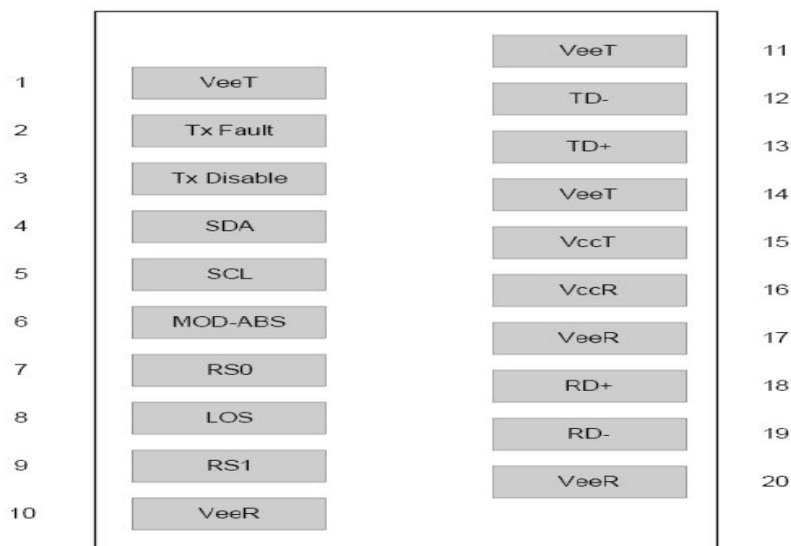 VeeT 11
1 VeeT
TD- 12
2 Tx Fault
TD+ 13
3 Tx Disable
VeeT 14
4 SDA
VccT 15
5 SCL
VccR 16
6 MOD-ABS
VeeR 17
7 RS0
RD+ 18
8 LOS
RD- 19
9 RS1
VeeR 20
10 VeeR